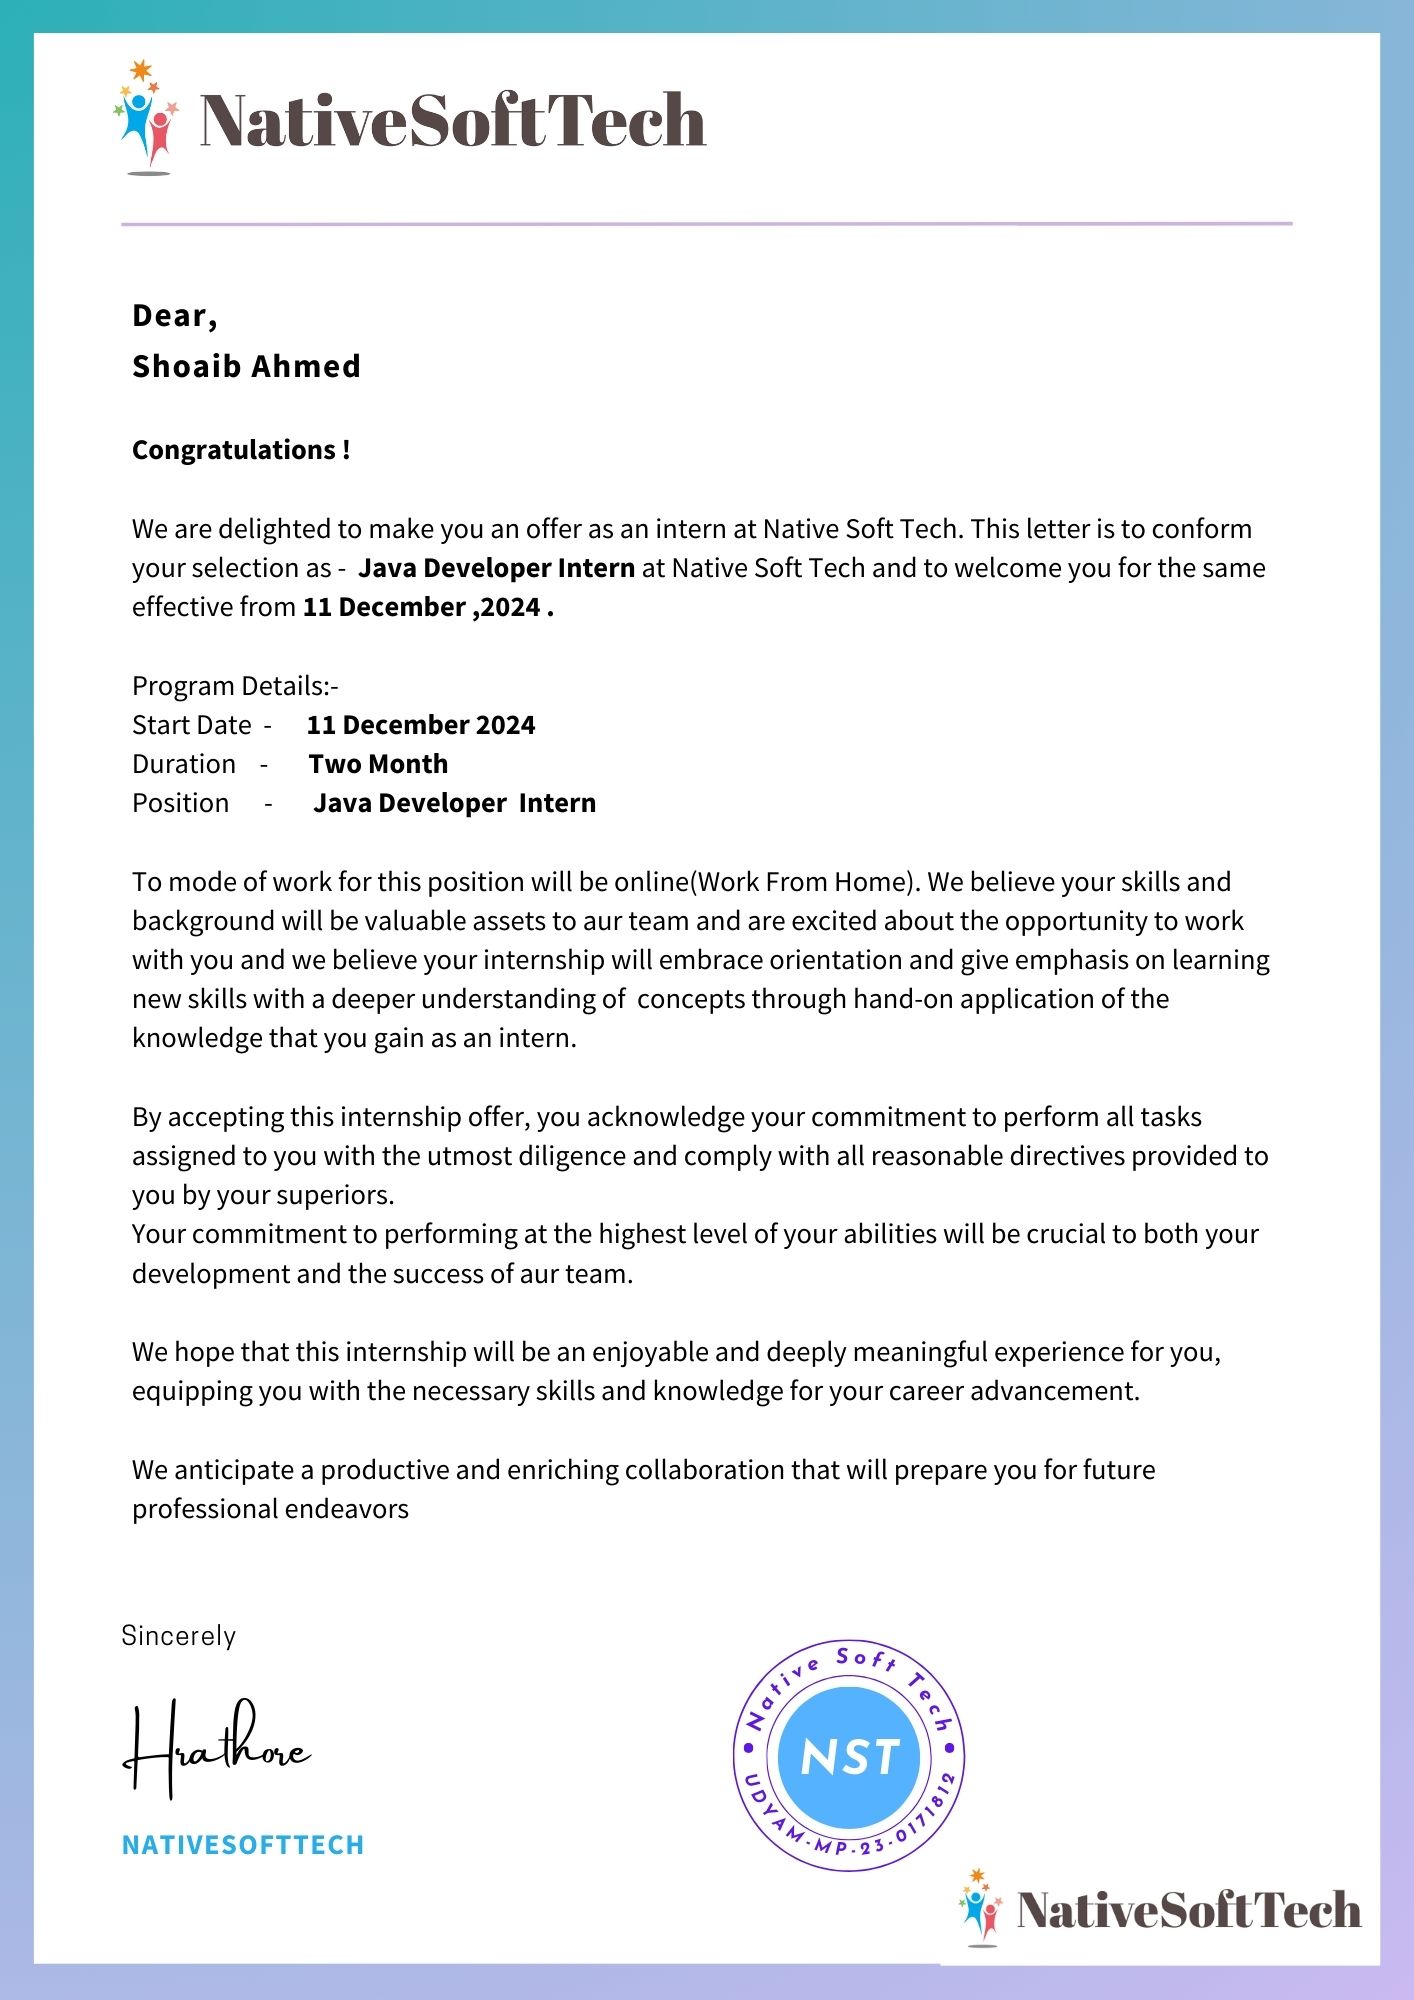 NativeSoftTech
Dear,
Shoaib Ahmed
Congratulations !
We are delighted to make you an offer as an intern at Native Soft Tech. This letter is to conform
your selection as - Java Developer Intern at Native Soft Tech and to welcome you for the same
effective from 11 December ,2024 .
Program Details:-
Start Date - 11 December 2024
Duration - Two Month
Position - Java Developer Intern
To mode of work for this position will be online(Work From Home). We believe your skills and
background will be valuable assets to aur team and are excited about the opportunity to work
with you and we believe your internship will embrace orientation and give emphasis on learning
new skills with a deeper understanding of concepts through hand-on application of the
knowledge that you gain as an intern.
By accepting this internship offer, you acknowledge your commitment to perform all tasks
assigned to you with the utmost diligence and comply with all reasonable directives provided to
you by your superiors.
Your commitment to performing at the highest level of your abilities will be crucial to both your
development and the success of aur team.
We hope that this internship will be an enjoyable and deeply meaningful experience for you,
equipping you with the necessary skills and knowledge for your career advancement.
We anticipate a productive and enriching collaboration that will prepare you for future
professional endeavors
Sincerely
Hrathore
NATIVESOFTTECH
Native Soft Tech
NST
UDYAM-MP-23-0171812
NativeSoftTech